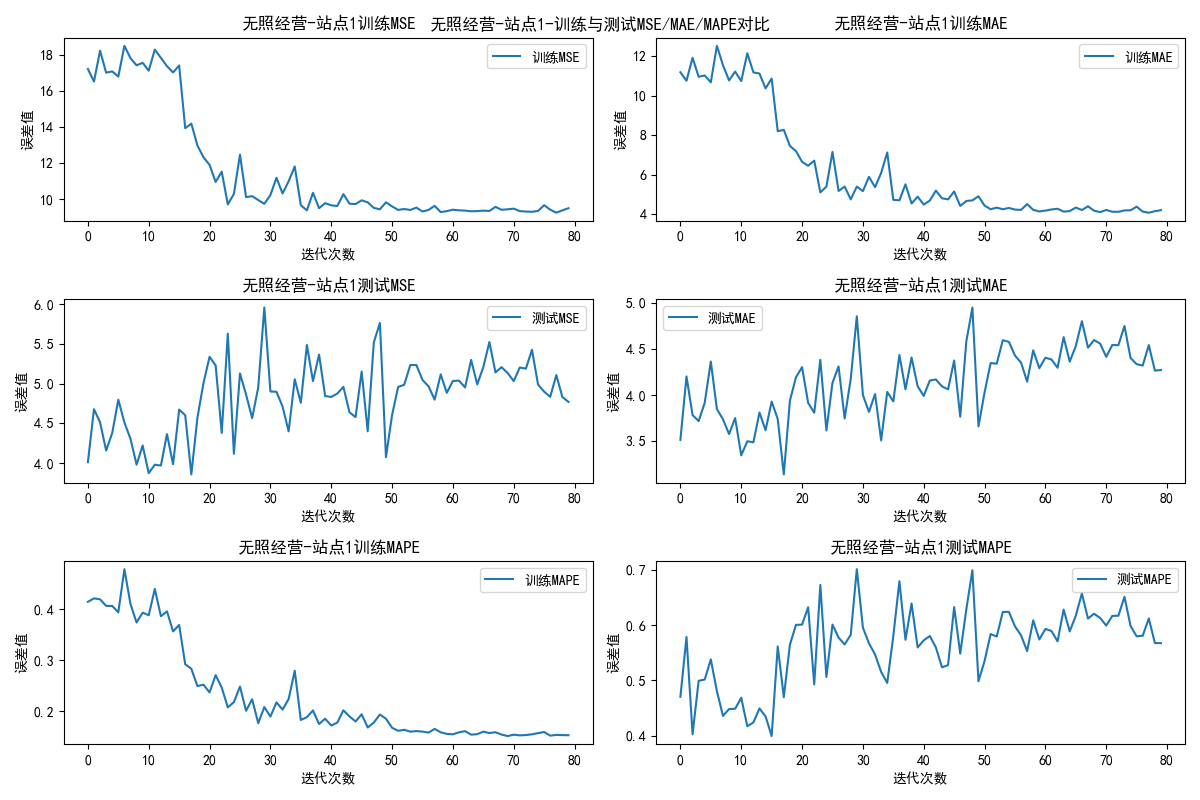 无照经营-站点1-训练与测试MSE/MAE/MAPE对比
无照经营-站点1训练MSE
训练MSE
误差值
18
16
14
12
10
0 10 20 30 40 50 60 70 80
迭代次数
无照经营-站点1训练MAE
训练MAE
误差值
12
10
8
6
4
0 10 20 30 40 50 60 70 80
迭代次数
无照经营-站点1测试MSE
测试MSE
误差值
6.0
5.5
5.0
4.5
4.0
0 10 20 30 40 50 60 70 80
迭代次数
无照经营-站点1测试MAE
测试MAE
误差值
5.0
4.5
4.0
3.5
0 10 20 30 40 50 60 70 80
迭代次数
无照经营-站点1训练MAPE
训练MAPE
误差值
0.4
0.3
0.2
0 10 20 30 40 50 60 70 80
迭代次数
无照经营-站点1测试MAPE
测试MAPE
误差值
0.7
0.6
0.5
0.4
0 10 20 30 40 50 60 70 80
迭代次数